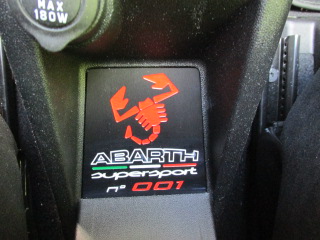 MAX
180W
ABARTH
supersport
n° 001